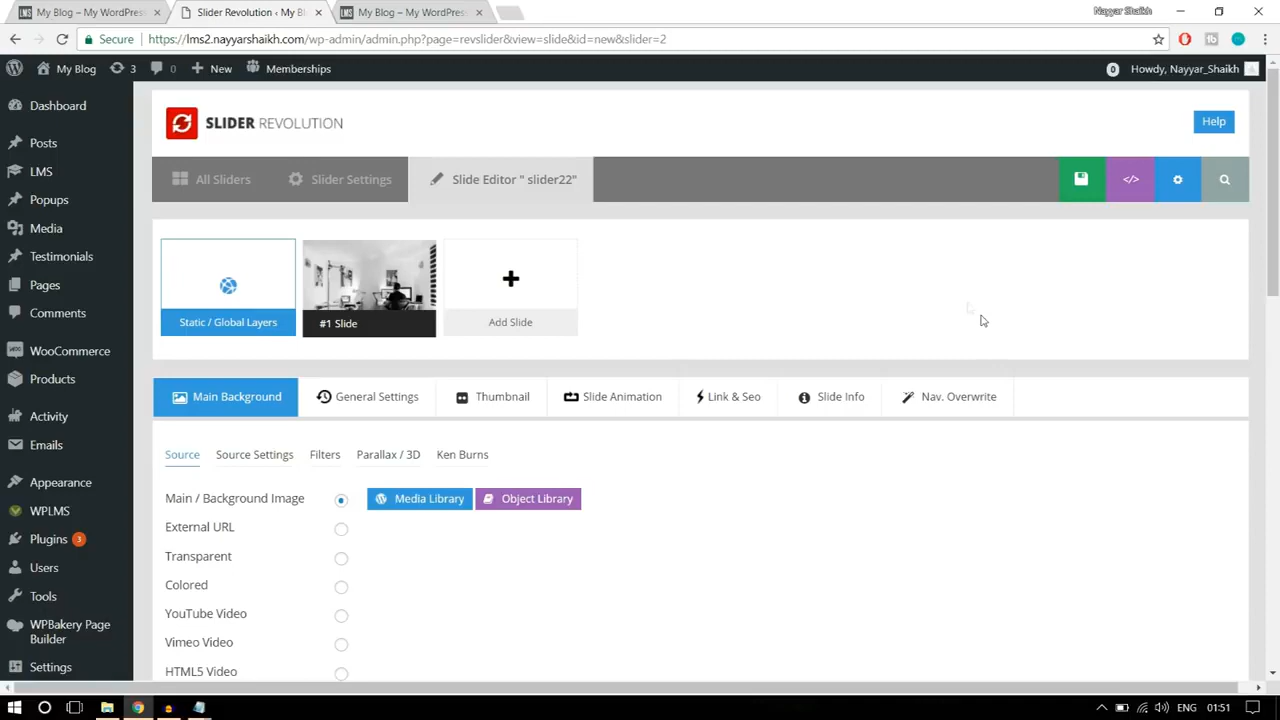 LMS My Blog – My WordPress
Slider Revolution ‹ My Bl
LMS My Blog – My WordPress
Nayyar Shaikh
Secure https://lms2.nayyarshaikh.com/wp-admin/admin.php?page=revslider&view=slide&id=new&slider=2
My Blog 3 0 New Memberships 0 Howdy, Nayyar_Shaikh
Dashboard
Posts
LMS
Popups
Media
Testimonials
Pages
Comments
WooCommerce
Products
Activity
Emails
Appearance
WPLMS
Plugins 3
Users
Tools
WPBakery Page
Builder
Settings
SLIDER REVOLUTION
Help
All Sliders Slider Settings Slide Editor " slider22"
</>
Static / Global Layers #1 Slide Add Slide
Main Background General Settings Thumbnail Slide Animation Link & Seo Slide Info Nav. Overwrite
Source Source Settings Filters Parallax / 3D Ken Burns
Main / Background Image Media Library Object Library
External URL
Transparent
Colored
YouTube Video
Vimeo Video
HTML5 Video
ENG 01:51